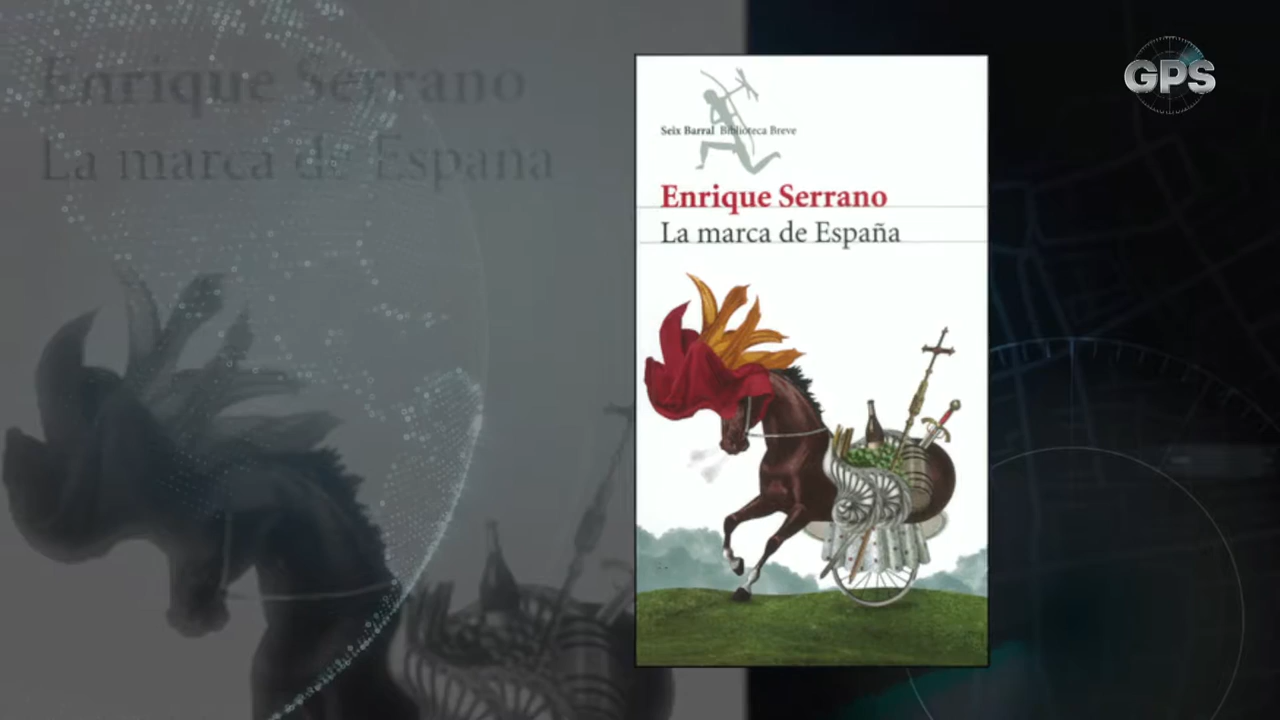 Enrique Serrano
La marca de España
Seix Barral Biblioteca Breve
Enrique Serrano
La marca de España
GPS